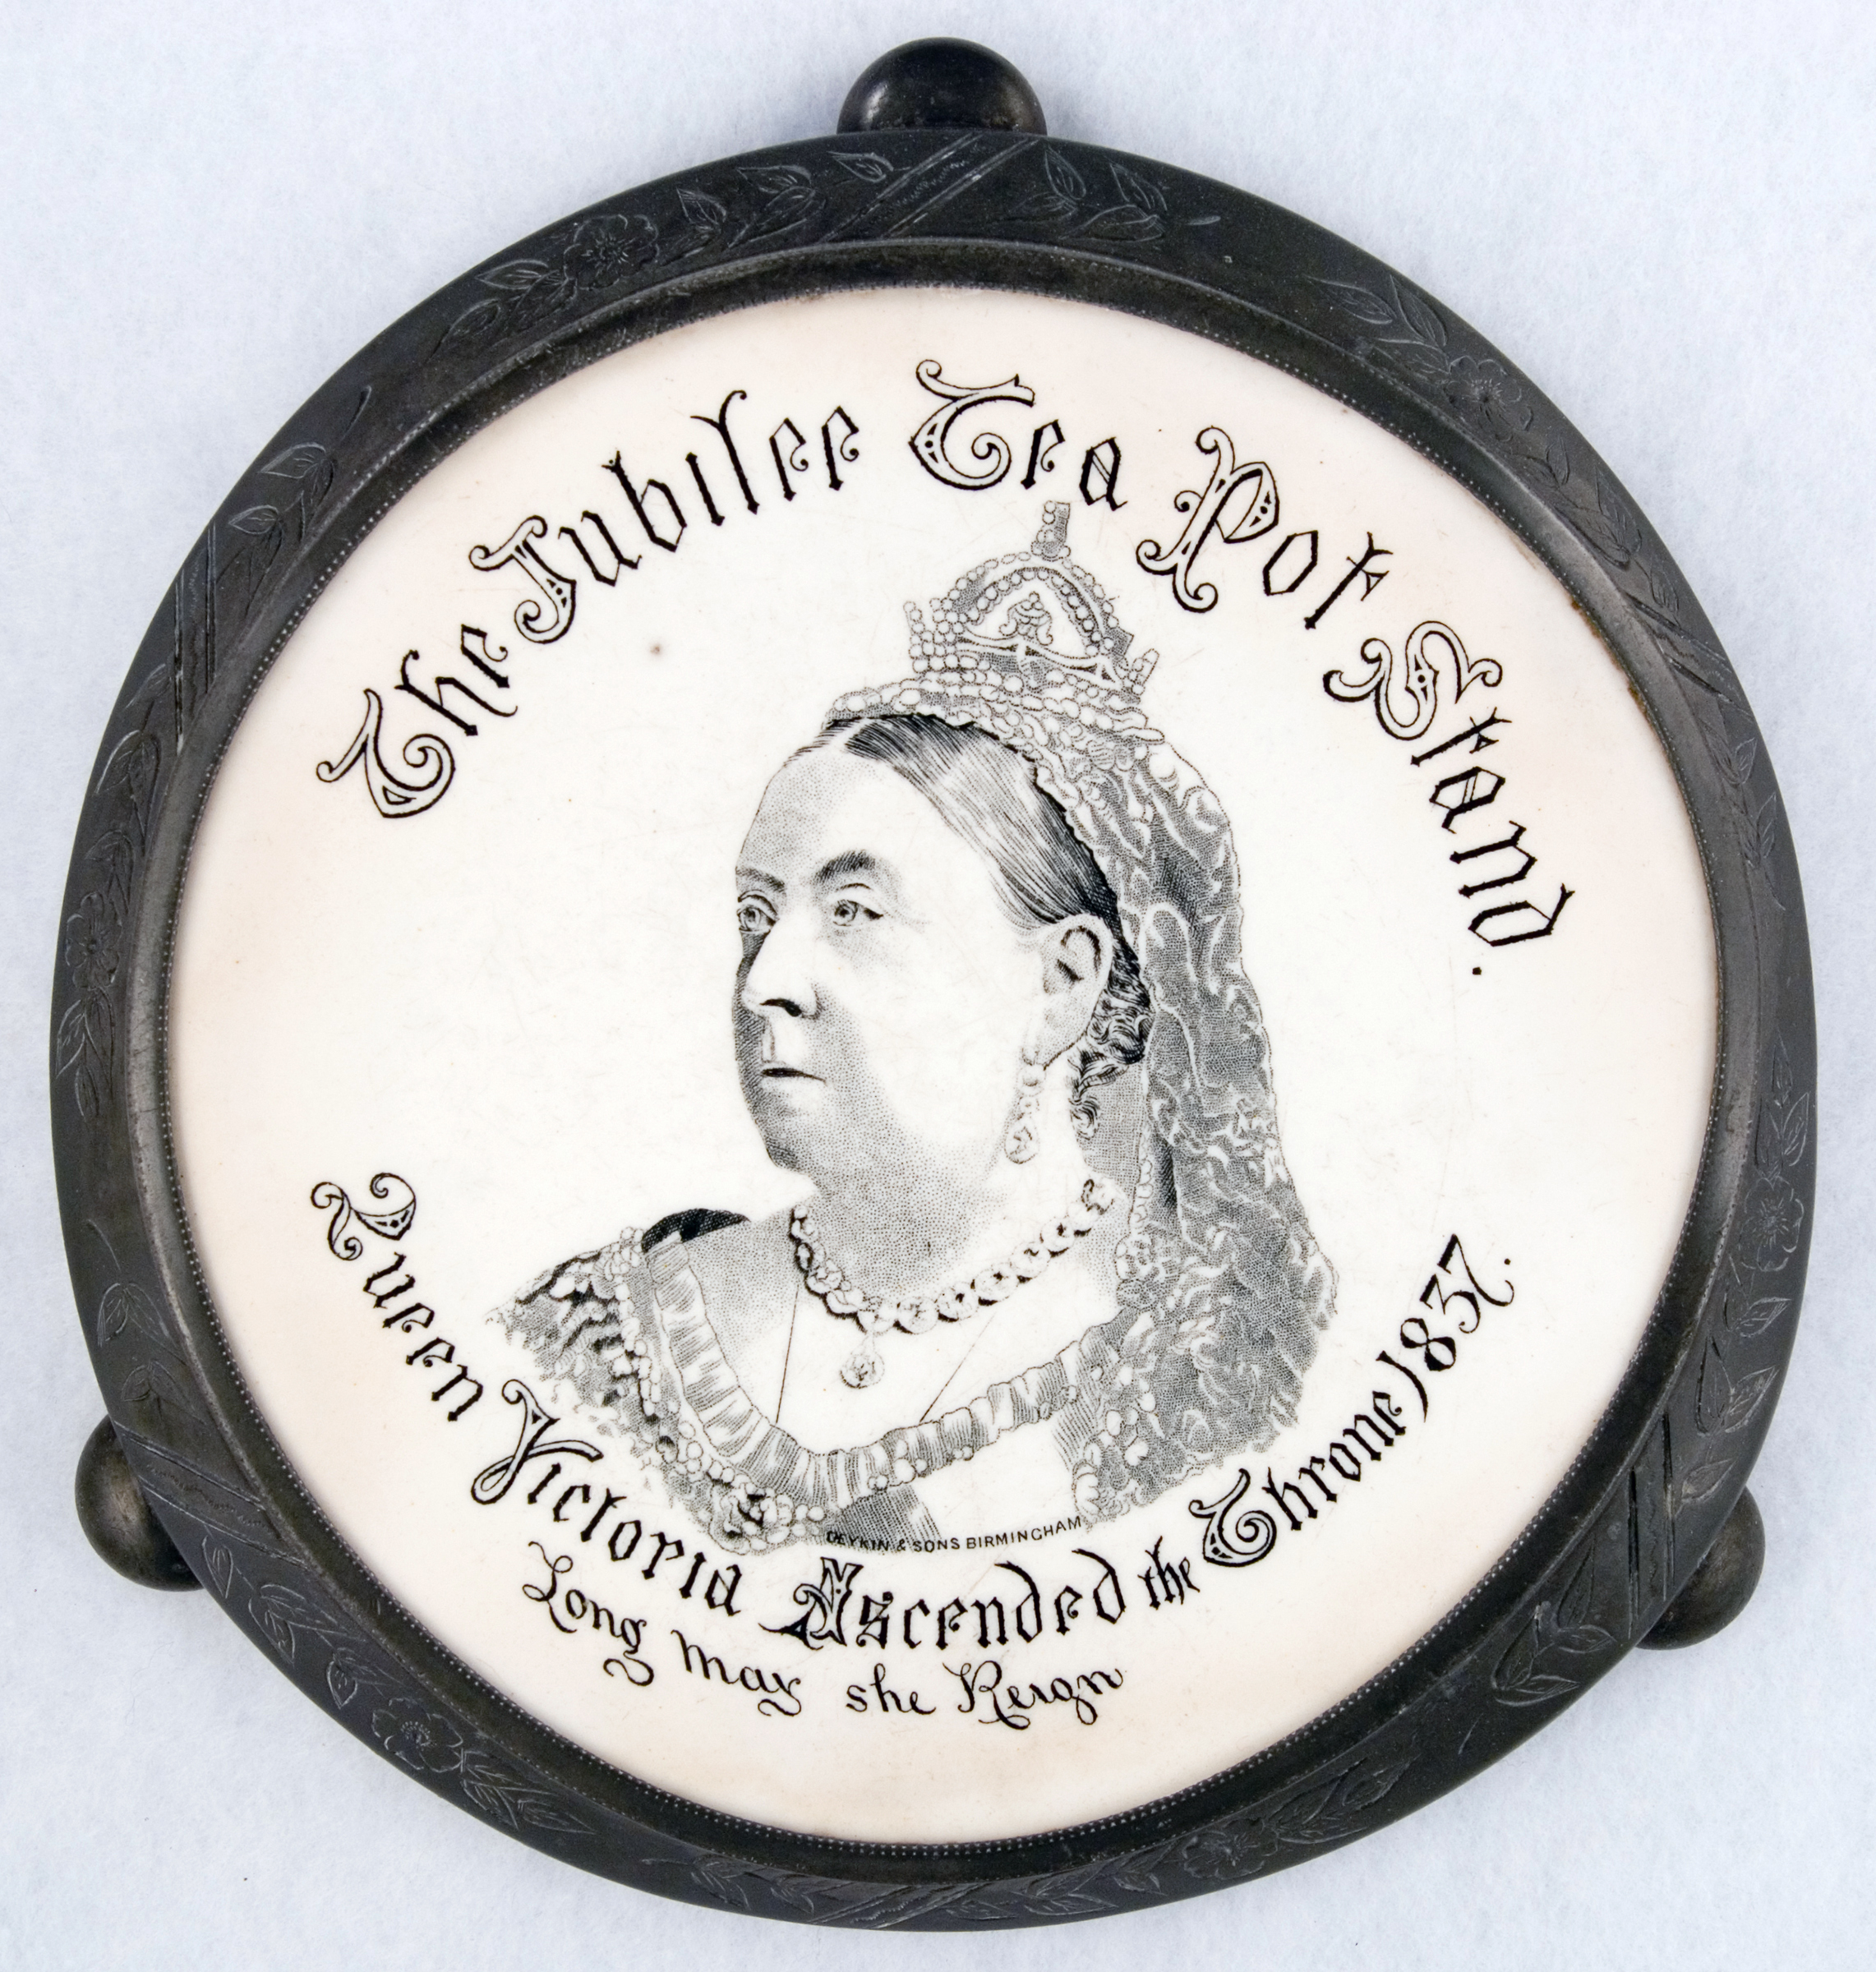 The Jubilee Tea Pot Stand.
DEYKIN & SONS BIRMINGHAM
Queen Victoria Ascended the Throne 1837.
Long may she Reign